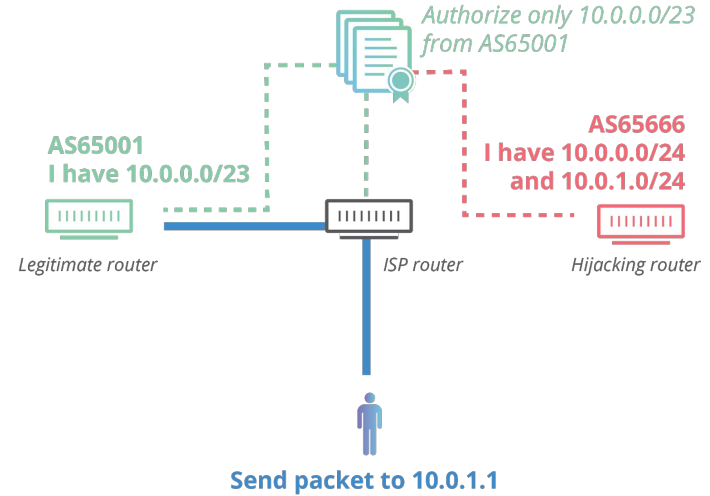 Authorize only 10.0.0.0/23
from AS65001
AS65001
I have 10.0.0.0/23
AS65666
I have 10.0.0.0/24
and 10.0.1.0/24
Legitimate router
ISP router
Hijacking router
Send packet to 10.0.1.1